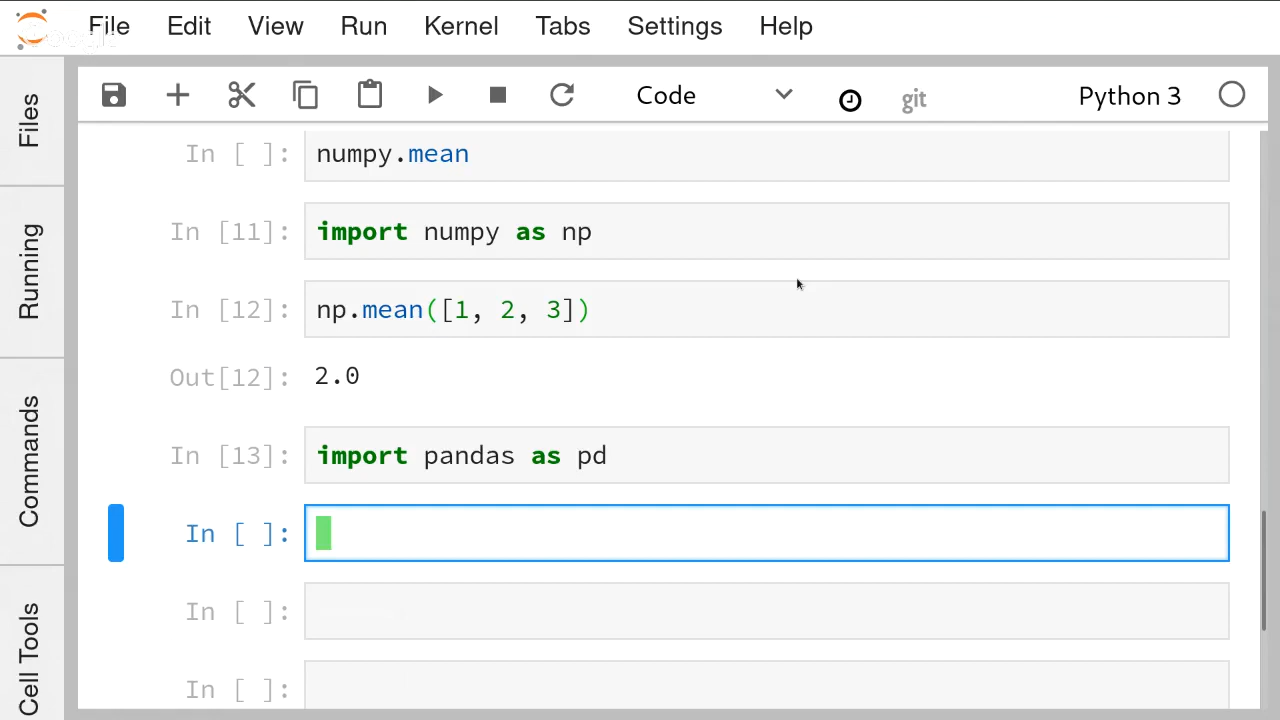 File Edit View Run Kernel Tabs Settings Help
Code git Python 3
Files
Running
Commands
Cell Tools
In [ ]: numpy.mean
In [11]: import numpy as np
In [12]: np.mean([1, 2, 3])
Out[12]: 2.0
In [13]: import pandas as pd
In [ ]:
In [ ]:
In [ ]: